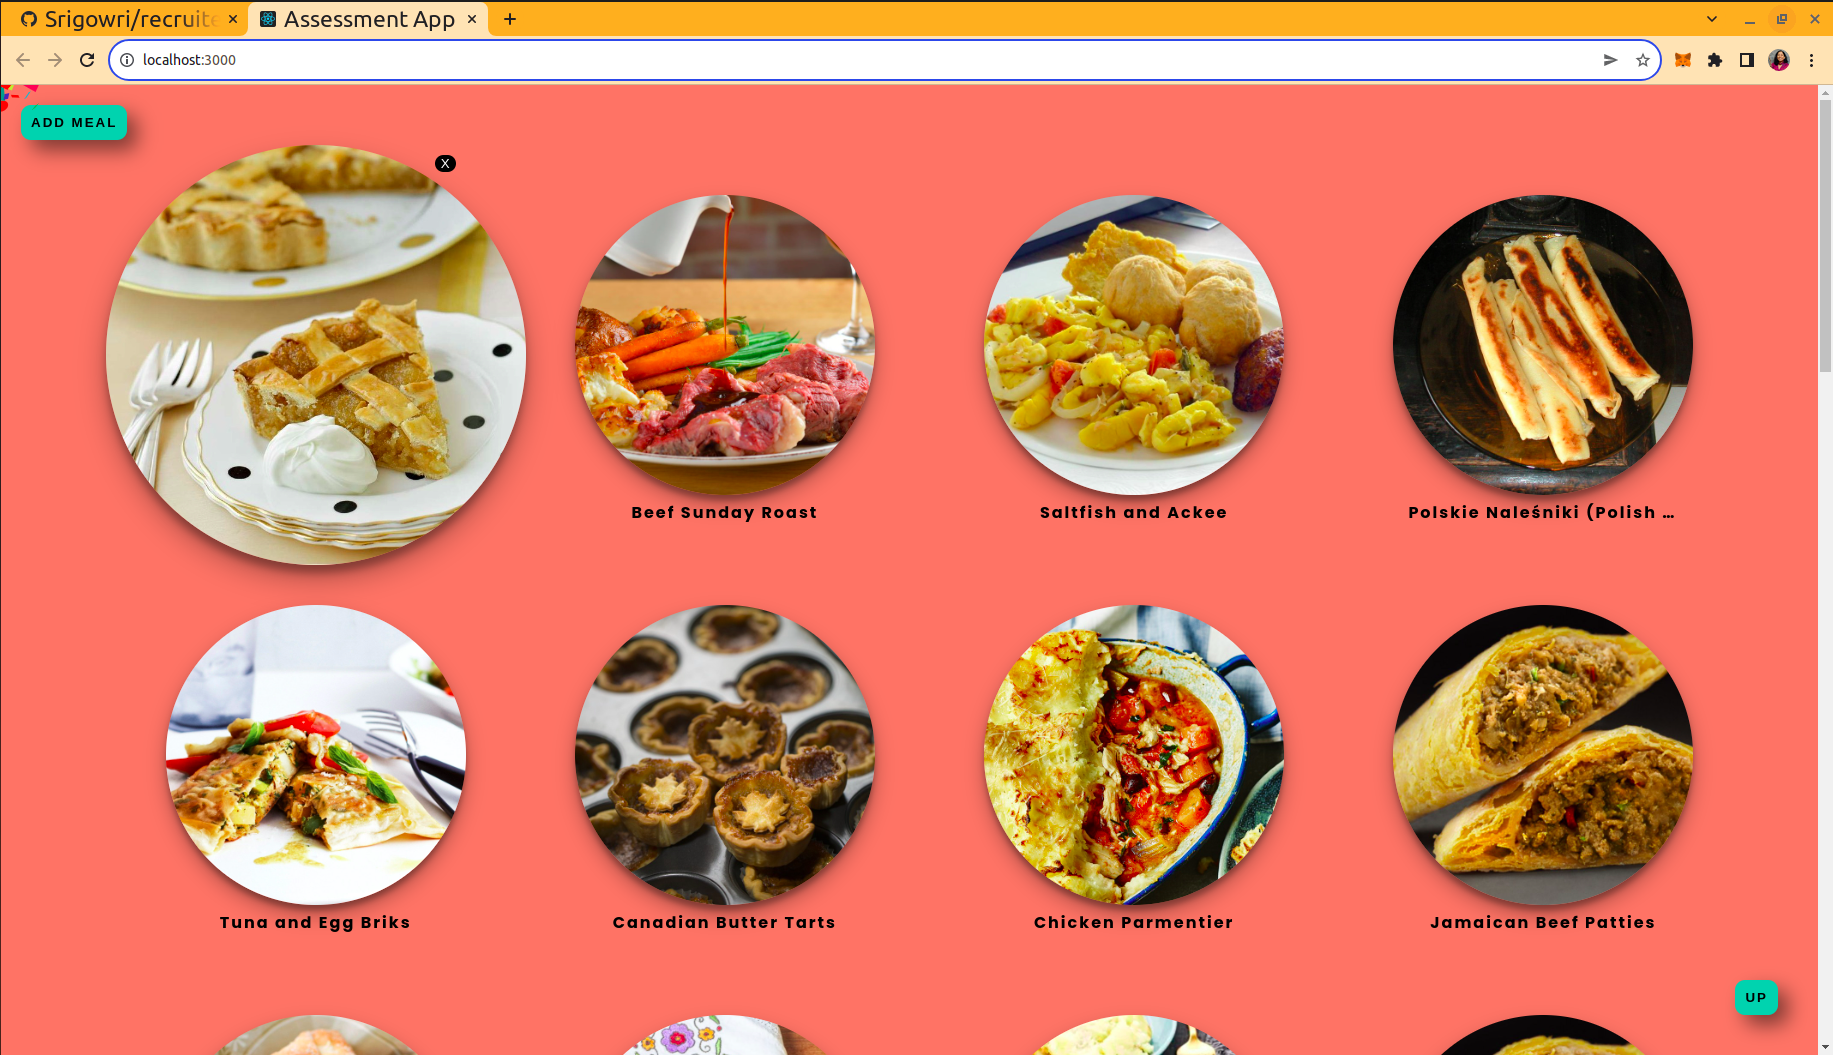 Srigowri/recruite
Assessment App
localhost:3000
ADD MEAL
X
Beef Sunday Roast
Saltfish and Ackee
Polskie Naleśniki (Polish ...
Tuna and Egg Briks
Canadian Butter Tarts
Chicken Parmentier
Jamaican Beef Patties
UP